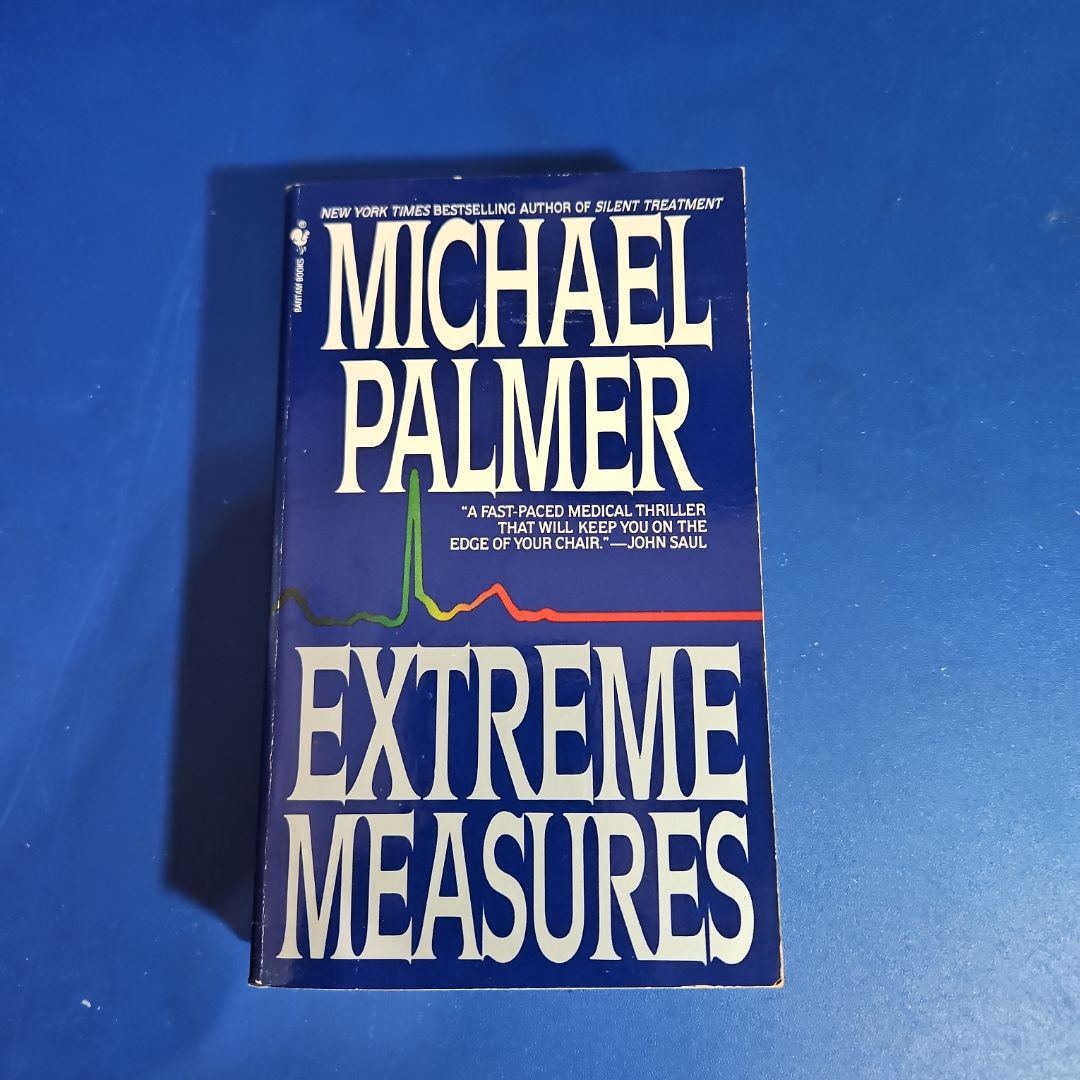 NEW YORK TIMES BESTSELLING AUTHOR OF SILENT TREATMENT
BANTAM BOOKS
®
MICHAEL
PALMER
"A FAST-PACED MEDICAL THRILLER
THAT WILL KEEP YOU ON THE
EDGE OF YOUR CHAIR."—JOHN SAUL
EXTREME
MEASURES